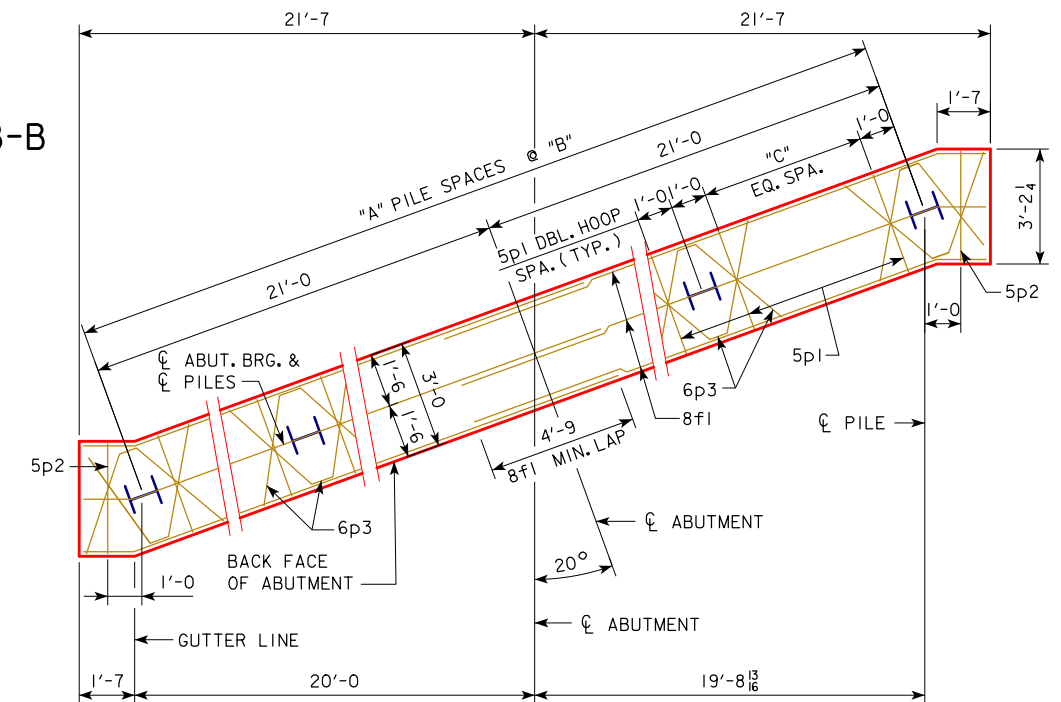 21'-7
21'-7
B-B
1'-7
1'-0
"A" PILE SPACES @ "B"
21'-0
"C"
EQ. SPA.
1'-0
1'-0
5p1 DBL. HOOP
SPA. (TYP.)
3'-2 1/4
21'-0
5p2
1'-0
℄ ABUT. BRG. &
℄ PILES
1'-6
3'-0
1'-6
5p1
6p3
8f1
℄ PILE
4'-9
8f1 MIN. LAP
5p2
6p3
℄ ABUTMENT
BACK FACE
OF ABUTMENT
20°
1'-0
℄ ABUTMENT
GUTTER LINE
1'-7
20'-0
19'-8 13/16